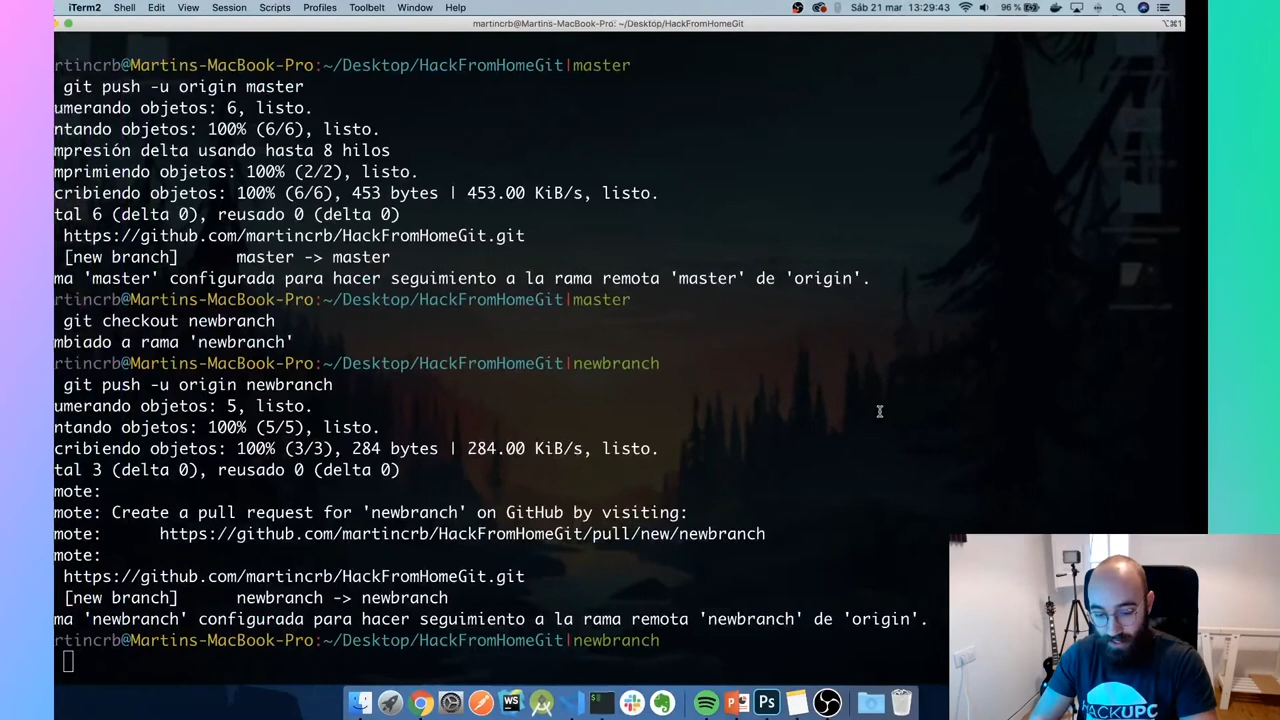 iTerm2 Shell Edit View Session Scripts Profiles Toolbelt Window Help 96 % Sáb 21 mar 13:29:43
martincrb@Martins-MacBook-Pro: ~/Desktop/HackFromHomeGit ⌥⌘1
rtincrb@Martins-MacBook-Pro:~/Desktop/HackFromHomeGit|master
git push -u origin master
umerando objetos: 6, listo.
ntando objetos: 100% (6/6), listo.
mpresión delta usando hasta 8 hilos
mprimiendo objetos: 100% (2/2), listo.
cribiendo objetos: 100% (6/6), 453 bytes | 453.00 KiB/s, listo.
tal 6 (delta 0), reusado 0 (delta 0)
https://github.com/martincrb/HackFromHomeGit.git
[new branch] master -> master
ma 'master' configurada para hacer seguimiento a la rama remota 'master' de 'origin'.
rtincrb@Martins-MacBook-Pro:~/Desktop/HackFromHomeGit|master
git checkout newbranch
mbiado a rama 'newbranch'
rtincrb@Martins-MacBook-Pro:~/Desktop/HackFromHomeGit|newbranch
git push -u origin newbranch
umerando objetos: 5, listo.
ntando objetos: 100% (5/5), listo.
cribiendo objetos: 100% (3/3), 284 bytes | 284.00 KiB/s, listo.
tal 3 (delta 0), reusado 0 (delta 0)
mote:
mote: Create a pull request for 'newbranch' on GitHub by visiting:
mote: https://github.com/martincrb/HackFromHomeGit/pull/new/newbranch
mote:
https://github.com/martincrb/HackFromHomeGit.git
[new branch] newbranch -> newbranch
ma 'newbranch' configurada para hacer seguimiento a la rama remota 'newbranch' de 'origin'.
rtincrb@Martins-MacBook-Pro:~/Desktop/HackFromHomeGit|newbranch
WS
Ps
HACKUPC